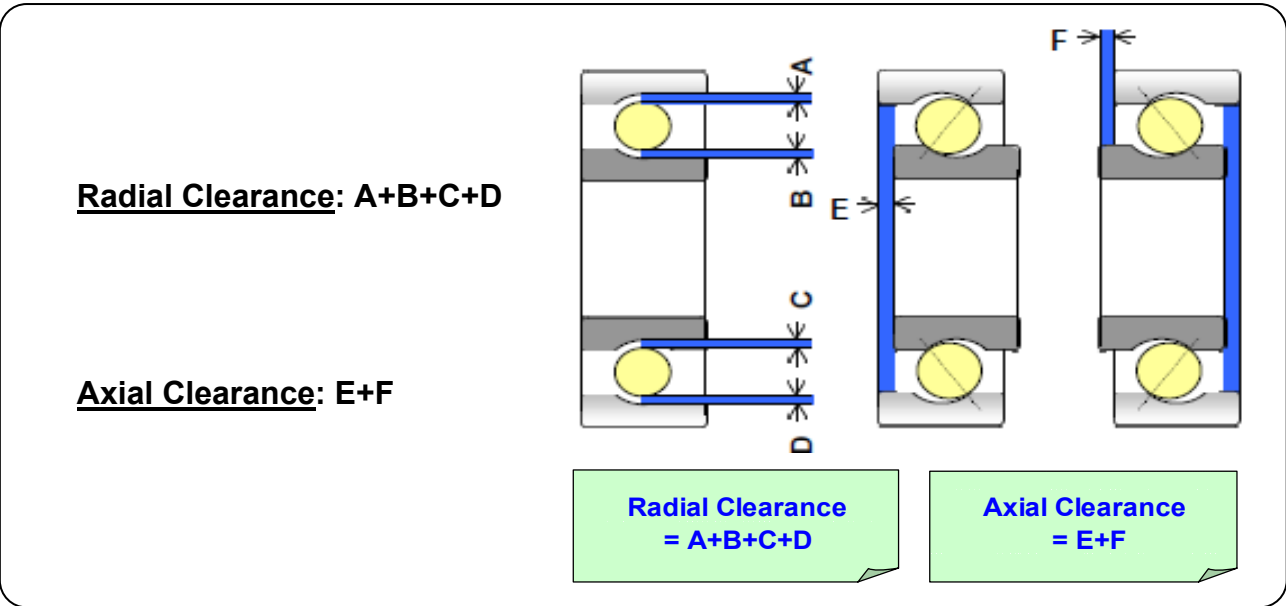 Radial Clearance: A+B+C+D
Axial Clearance: E+F
A
B
C
D
E
F
Radial Clearance
= A+B+C+D
Axial Clearance
= E+F